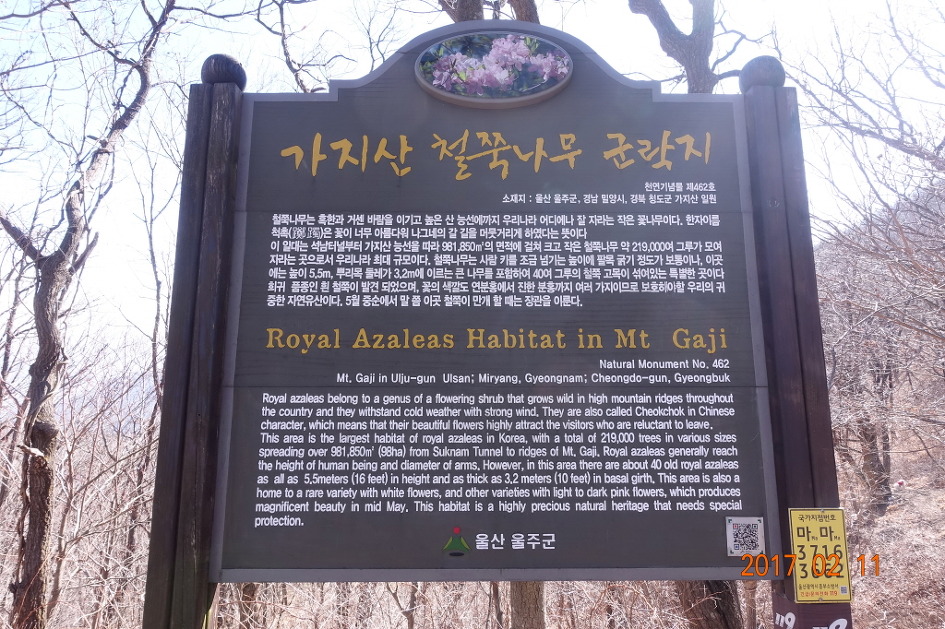 가지산 철쭉나무 군락지
천연기념물 제462호
소재지 : 울산 울주군, 경남 밀양시, 경북 청도군 가지산 일원
철쭉나무는 혹한과 거센 바람을 이기고 높은 산 능선에까지 우리나라 어디에나 잘 자라는 작은 꽃나무이다. 한자이름
척촉(躑躅)은 꽃이 너무 아름다워 나그네의 갈 길을 머뭇거리게 하였다는 뜻이다
이 일대는 석남터널부터 가지산 능선을 따라 981,850㎡의 면적에 걸쳐 크고 작은 철쭉나무 약 219,000여 그루가 모여
자라는 곳으로서 우리나라 최대 규모이다. 철쭉나무는 사람 키를 조금 넘기는 높이에 팔목 굵기 정도가 보통이나, 이곳
에는 높이 5.5m, 뿌리목 둘레가 3.2m에 이르는 큰 나무를 포함하여 40여 그루의 철쭉 고목이 섞여있는 특별한 곳이다
희귀 품종인 흰 철쭉이 발견 되었으며, 꽃의 색깔도 연분홍에서 진한 분홍까지 여러 가지이므로 보호하아할 우리의 귀
중한 자연유산이다. 5월 중순에서 말 쯤 이곳 철쭉이 만개 할 때는 장관을 이룬다.
Royal Azaleas Habitat in Mt Gaji
Natural Monument No. 462
Mt. Gaji in Ulju-gun Ulsan; Miryang, Gyeongnam; Cheongdo-gun, Gyeongbuk
Royal azaleas belong to a genus of a flowering shrub that grows wild in high mountain ridges throughout
the country and they withstand cold weather with strong wind. They are also called Cheokchok in Chinese
character, which means that their beautiful flowers highly attract the visitors who are reluctant to leave.
This area is the largest habitat of royal azaleas in Korea, with a total of 219,000 trees in various sizes
spreading over 981,850㎡ (98ha) from Suknam Tunnel to ridges of Mt. Gaji. Royal azaleas generally reach
the height of human being and diameter of arms. However, in this area there are about 40 old royal azaleas
as all as 5.5meters (16 feet) in height and as thick as 3.2 meters (10 feet) in basal girth. This area is also a
home to a rare variety with white flowers, and other varieties with light to dark pink flowers, which produces
magnificent beauty in mid May. This habitat is a highly precious natural heritage that needs special
protection.
울산 울주군
국가지점번호
마 마
3716
2017 02 11
119